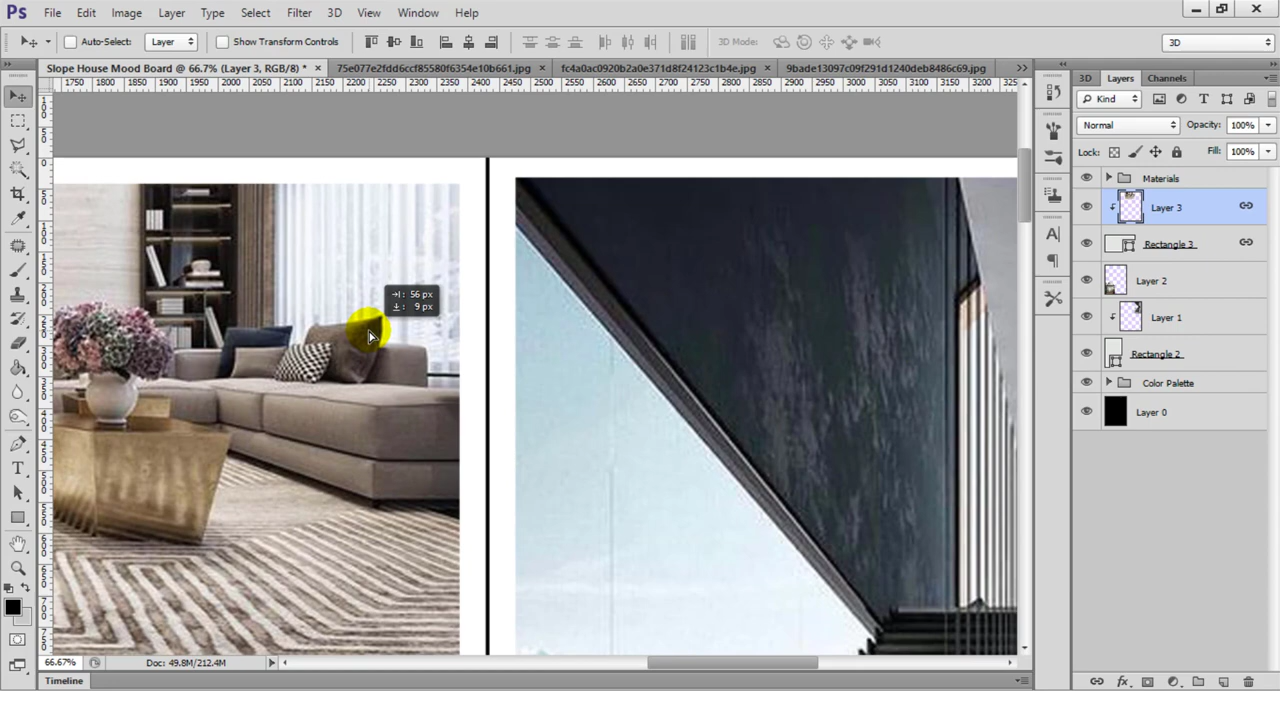 Ps File Edit Image Layer Type Select Filter 3D View Window Help
Auto-Select: Layer Show Transform Controls 3D Mode: 3D
Slope House Mood Board @ 66.7% (Layer 3, RGB/8) * × 75e077e2fdd6ccf85580f6354e10b661.jpg × fc4a0ac0920b2a0e371d8f24123c1b4e.jpg × 9bade13097c09f291d1240deb8486c69.jpg
1750 1800 1850 1900 1950 2000 2050 2100 2150 2200 2250 2300 2350 2400 2450 2500 2550 2600 2650 2700 2750 2800 2850 2900 2950 3000 3050 3100 3150 3200 325
3D Layers Channels
Kind
Normal Opacity: 100%
Lock: Fill: 100%
Materials
Layer 3
Rectangle 3
Layer 2
Layer 1
Rectangle 2
Color Palette
Layer 0
: 56 px
: 9 px
66.67% Doc: 49.8M/212.4M
Timeline